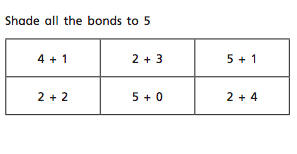 Shade all the bonds to 5
4 + 1 2 + 3 5 + 1
2 + 2 5 + 0 2 + 4